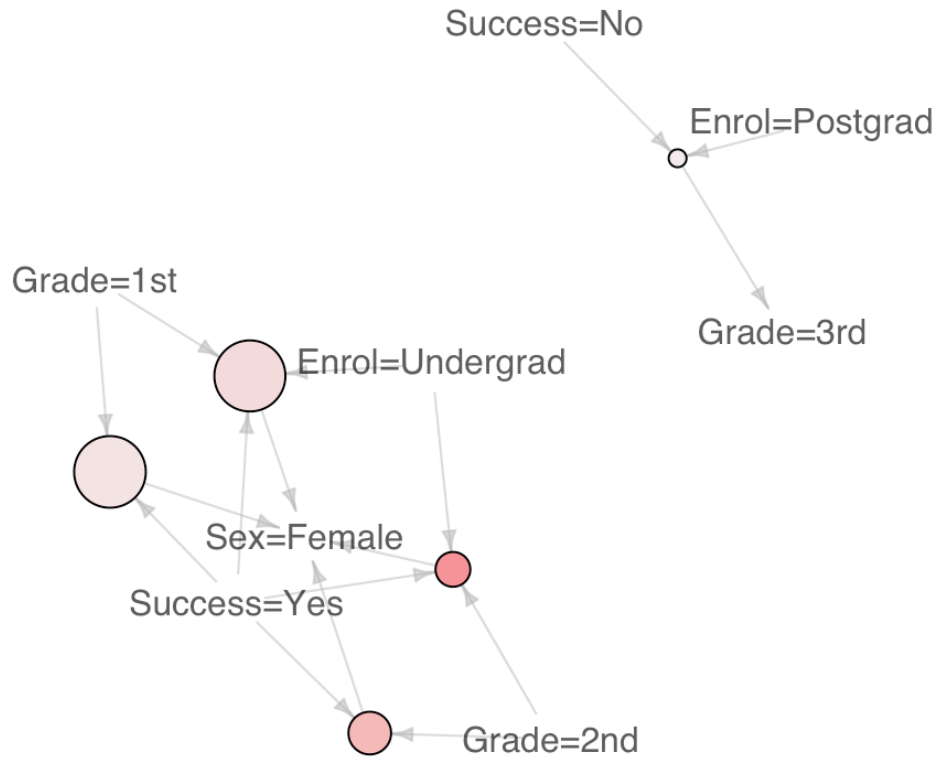 Success=No
Enrol=Postgrad
Grade=1st
Grade=3rd
Enrol=Undergrad
Sex=Female
Success=Yes
Grade=2nd